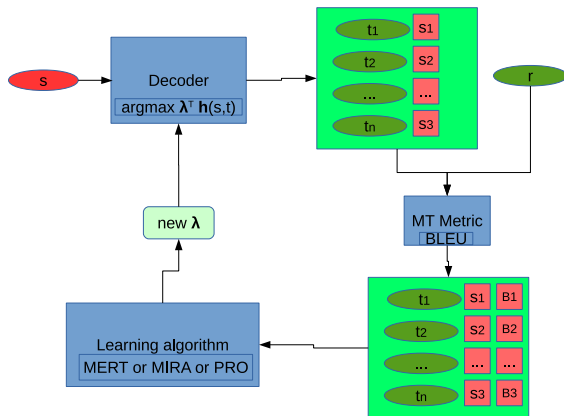 s
Decoder
argmax λᵀ h(s,t)
t1 s1
t2 s2
... ...
tn s3
r
MT Metric
BLEU
new λ
t1 s1 B1
t2 s2 B2
... ... ...
tn s3 B3
Learning algorithm
MERT or MIRA or PRO